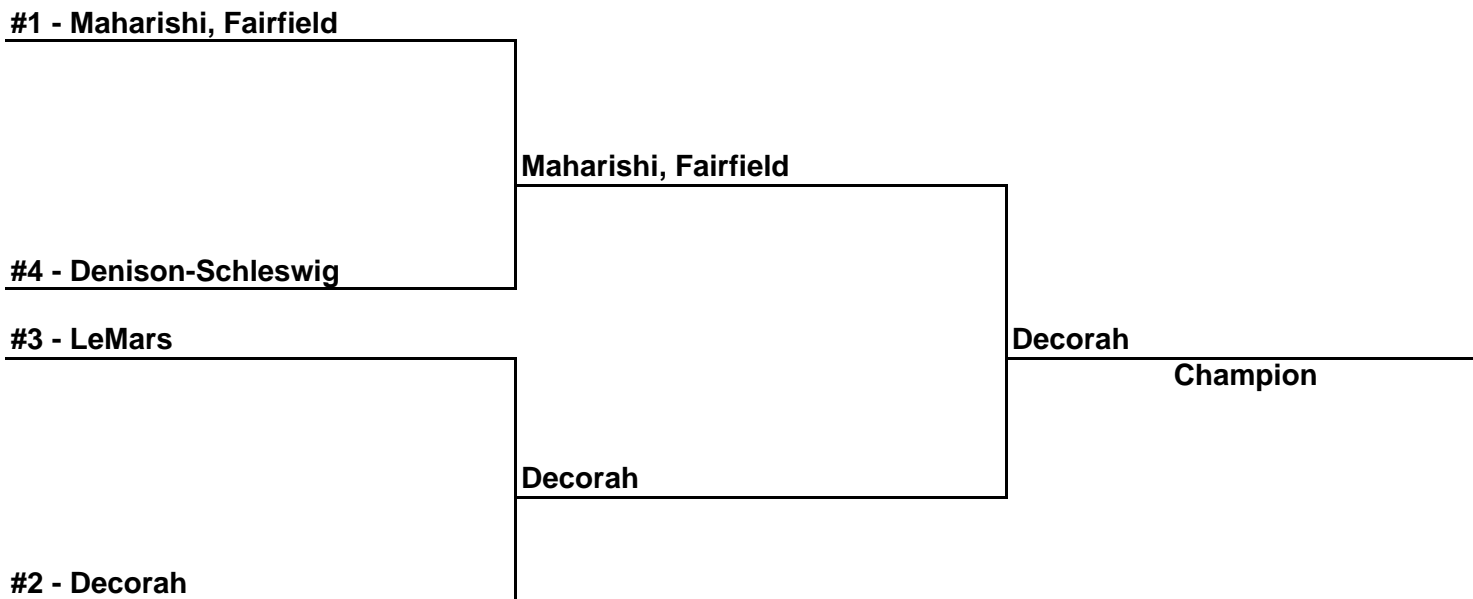 #1 - Maharishi, Fairfield
Maharishi, Fairfield
#4 - Denison-Schleswig
#3 - LeMars
Decorah
Champion
Decorah
#2 - Decorah